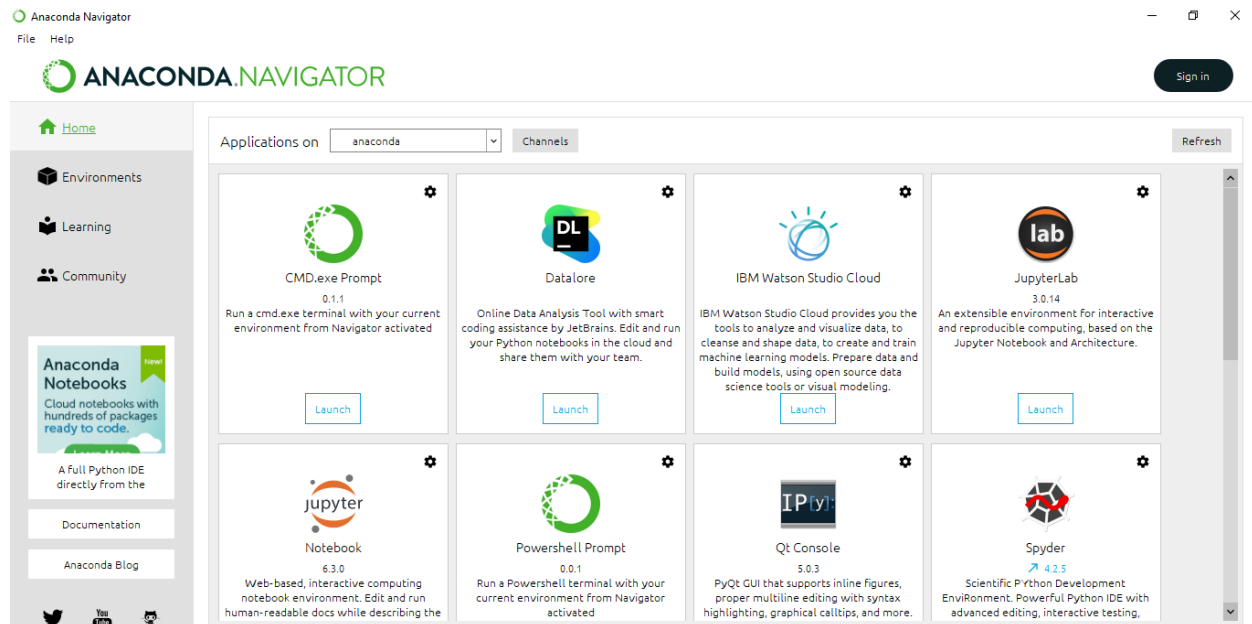 Anaconda Navigator
File Help
ANACONDA.NAVIGATOR
Sign in
Home
Environments
Learning
Community
Anaconda
Notebooks
New!
Cloud notebooks with
hundreds of packages
ready to code.
Learn More
A full Python IDE
directly from the
Documentation
Anaconda Blog
You
Tube
Applications on anaconda Channels Refresh
CMD.exe Prompt
0.1.1
Run a cmd.exe terminal with your current
environment from Navigator activated
Launch
DL
Datalore
Online Data Analysis Tool with smart
coding assistance by JetBrains. Edit and run
your Python notebooks in the cloud and
share them with your team.
Launch
IBM Watson Studio Cloud
IBM Watson Studio Cloud provides you the
tools to analyze and visualize data, to
cleanse and shape data, to create and train
machine learning models. Prepare data and
build models, using open source data
science tools or visual modeling.
Launch
lab
JupyterLab
3.0.14
An extensible environment for interactive
and reproducible computing, based on the
Jupyter Notebook and Architecture.
Launch
jupyter
Notebook
6.3.0
Web-based, interactive computing
notebook environment. Edit and run
human-readable docs while describing the
Powershell Prompt
0.0.1
Run a Powershell terminal with your
current environment from Navigator
activated
IP[y]:
Qt Console
5.0.3
PyQt GUI that supports inline figures,
proper multiline editing with syntax
highlighting, graphical calltips, and more.
Spyder
4.2.5
Scientific PYthon Development
EnviRonment. Powerful Python IDE with
advanced editing, interactive testing,